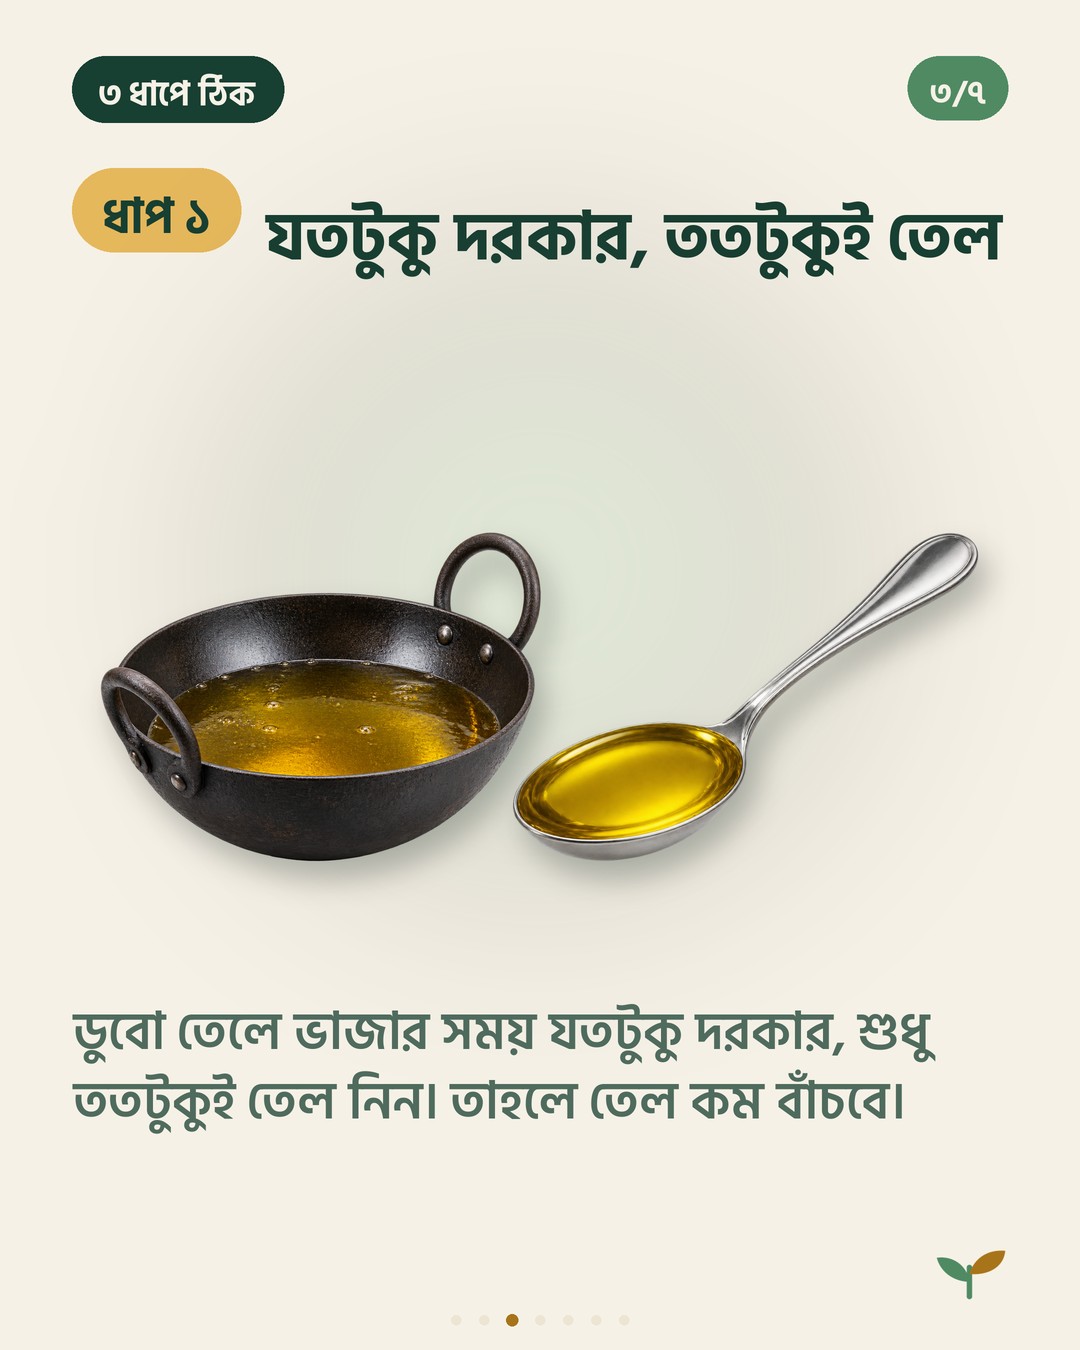 ৩ ধাপে ঠিক
৩/৭
ধাপ ১
যতটুকু দরকার, ততটুকুই তেল
ডুবো তেলে ভাজার সময় যতটুকু দরকার, শুধু
ততটুকুই তেল নিন। তাহলে তেল কম বাঁচবে।